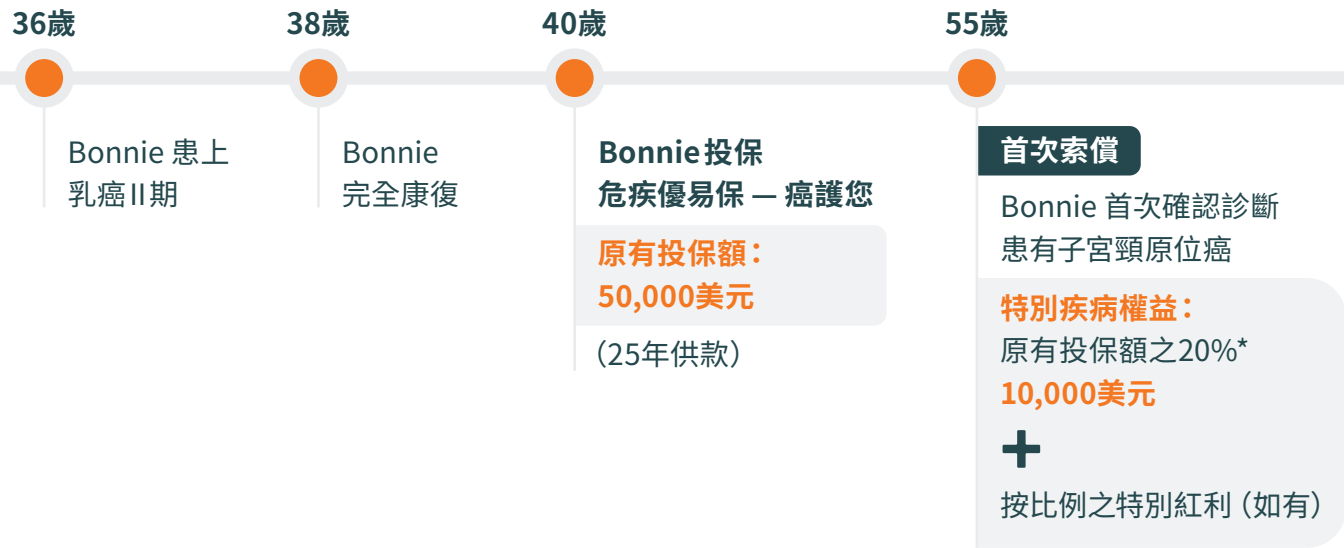 36歲
Bonnie 患上
乳癌II期
38歲
Bonnie
完全康復
40歲
Bonnie投保
危疾優易保 — 癌護您
原有投保額：
50,000美元
（25年供款）
55歲
首次索償
Bonnie 首次確認診斷
患有子宮頸原位癌
特別疾病權益：
原有投保額之20%*
10,000美元
+
按比例之特別紅利（如有）